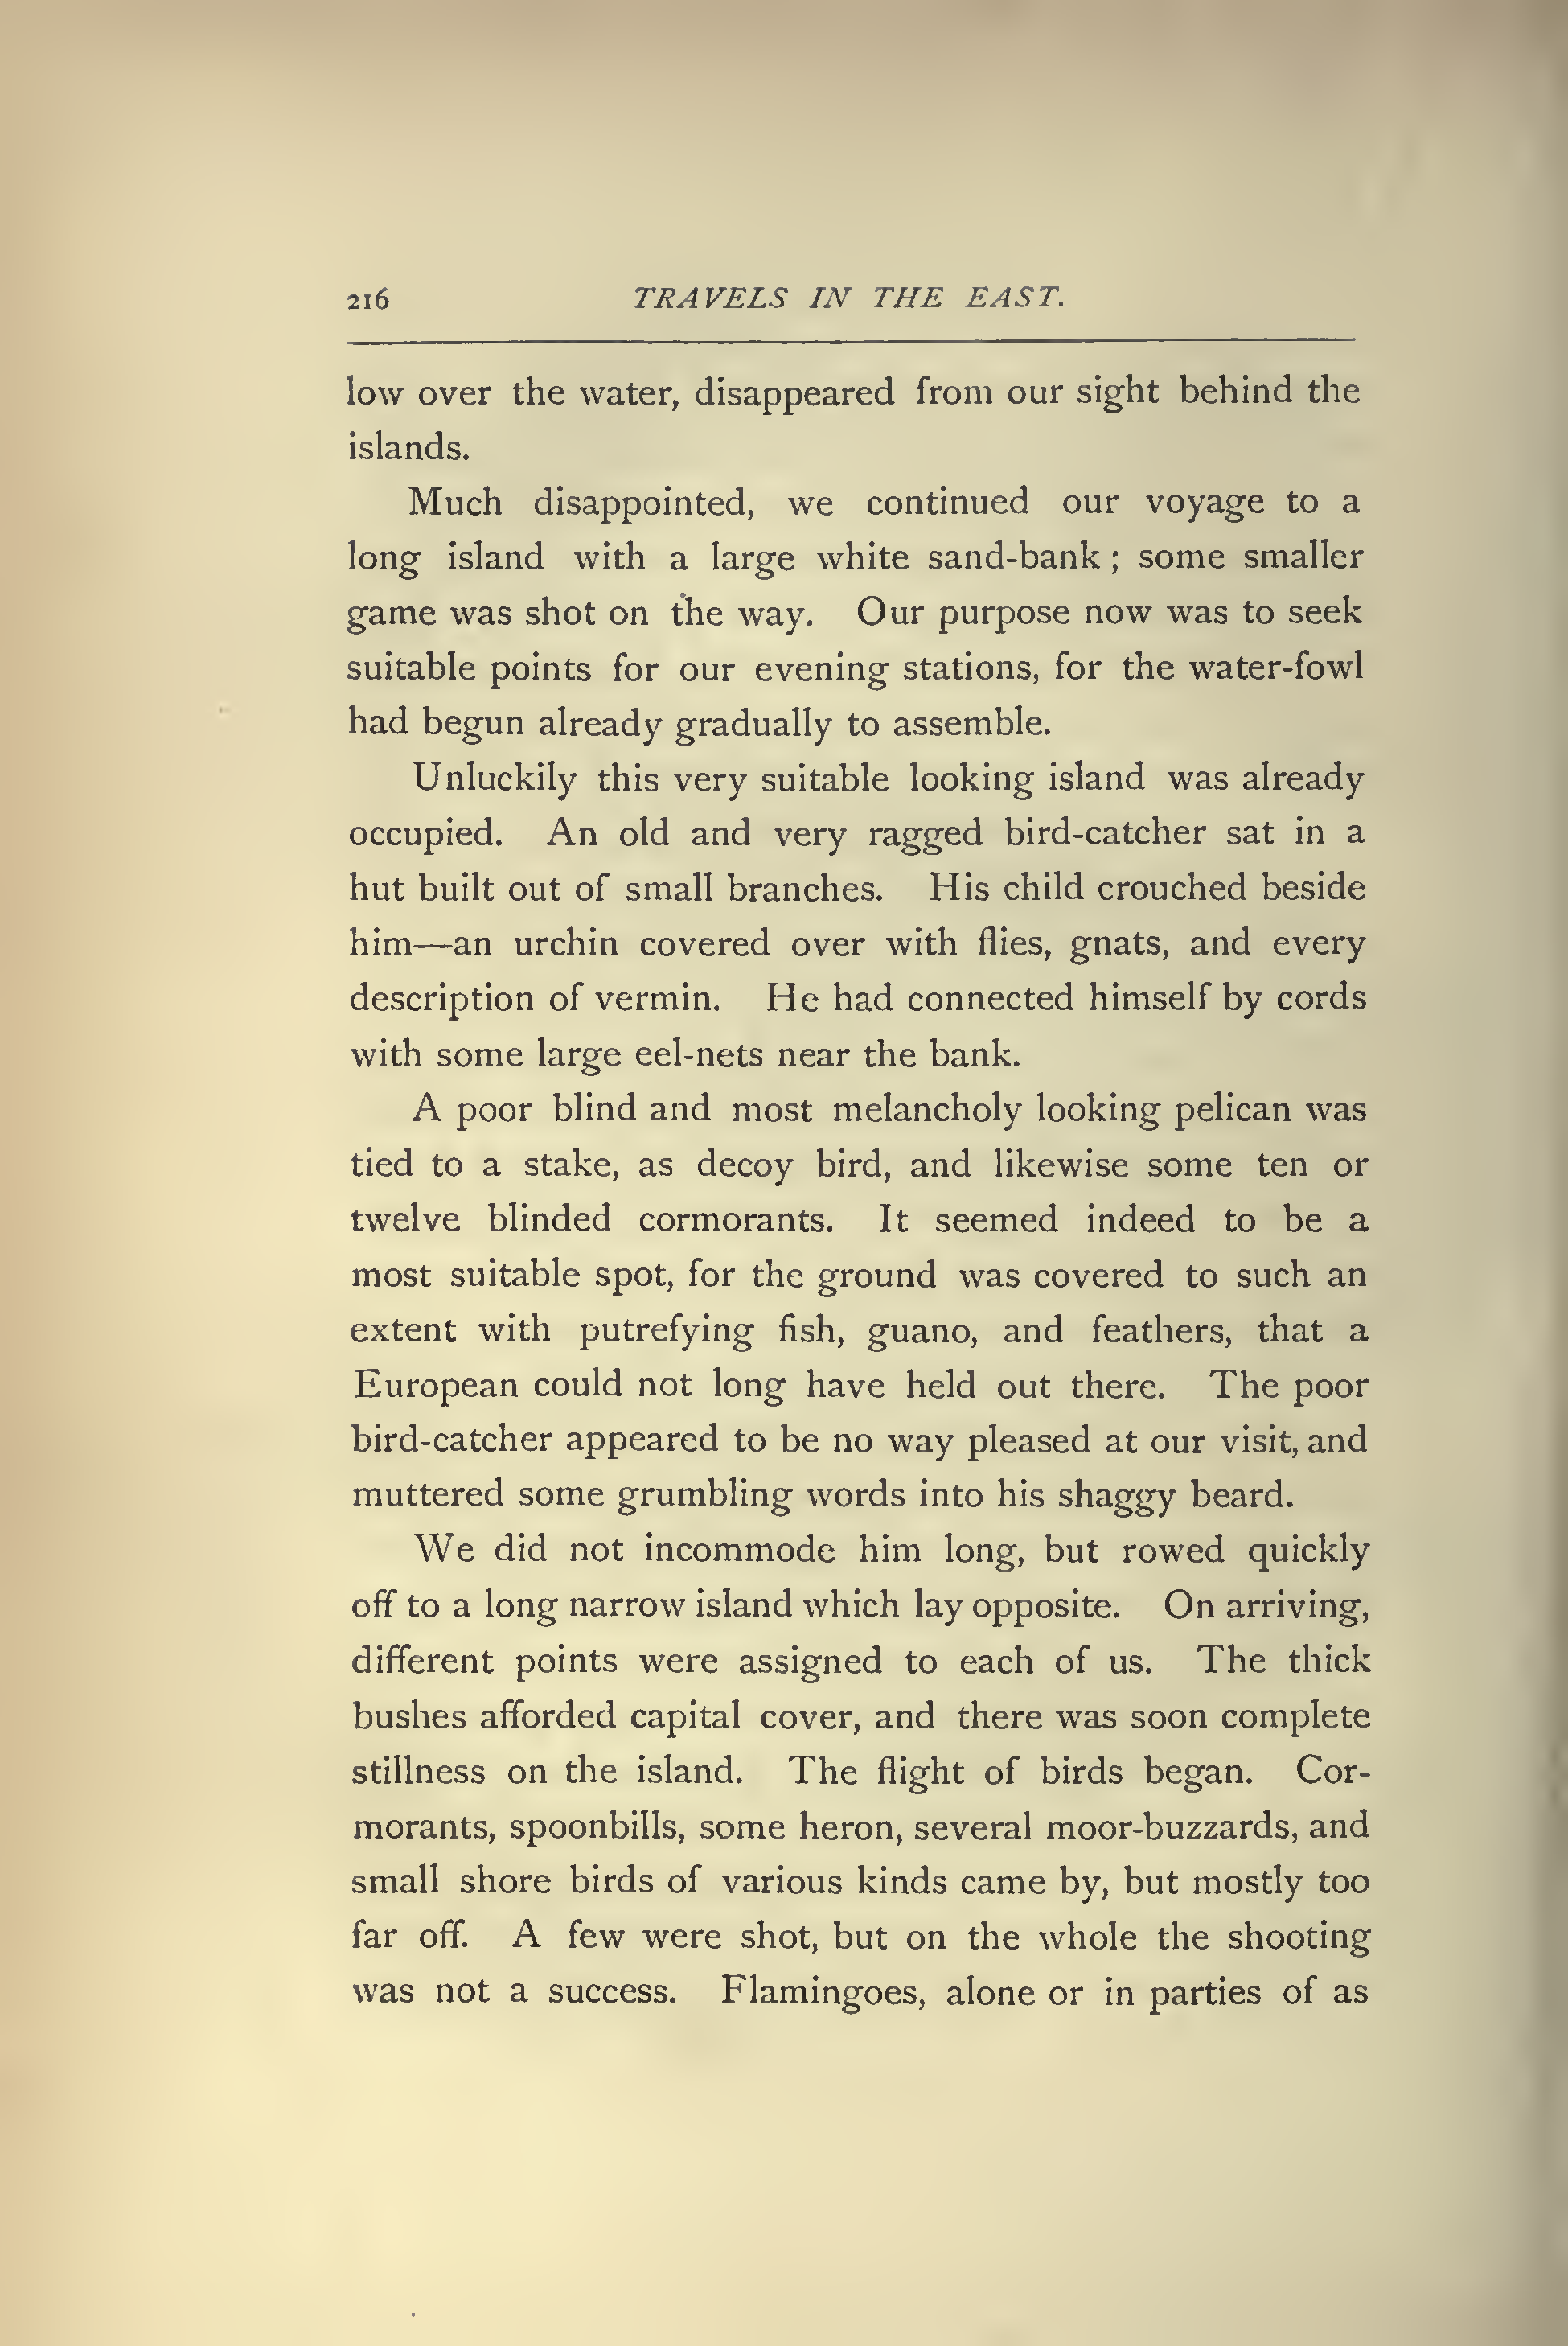 216 TRAVELS IN THE EAST.
low over the water, disappeared from our sight behind the
islands.
Much disappointed, we continued our voyage to a
long island with a large white sand-bank ; some smaller
game was shot on the way. Our purpose now was to seek
suitable points for our evening stations, for the water-fowl
had begun already gradually to assemble.
Unluckily this very suitable looking island was already
occupied. An old and very ragged bird-catcher sat in a
hut built out of small branches. His child crouched beside
him—an urchin covered over with flies, gnats, and every
description of vermin. He had connected himself by cords
with some large eel-nets near the bank.
A poor blind and most melancholy looking pelican was
tied to a stake, as decoy bird, and likewise some ten or
twelve blinded cormorants. It seemed indeed to be a
most suitable spot, for the ground was covered to such an
extent with putrefying fish, guano, and feathers, that a
European could not long have held out there. The poor
bird-catcher appeared to be no way pleased at our visit, and
muttered some grumbling words into his shaggy beard.
We did not incommode him long, but rowed quickly
off to a long narrow island which lay opposite. On arriving,
different points were assigned to each of us. The thick
bushes afforded capital cover, and there was soon complete
stillness on the island. The flight of birds began. Cor-
morants, spoonbills, some heron, several moor-buzzards, and
small shore birds of various kinds came by, but mostly too
far off. A few were shot, but on the whole the shooting
was not a success. Flamingoes, alone or in parties of as